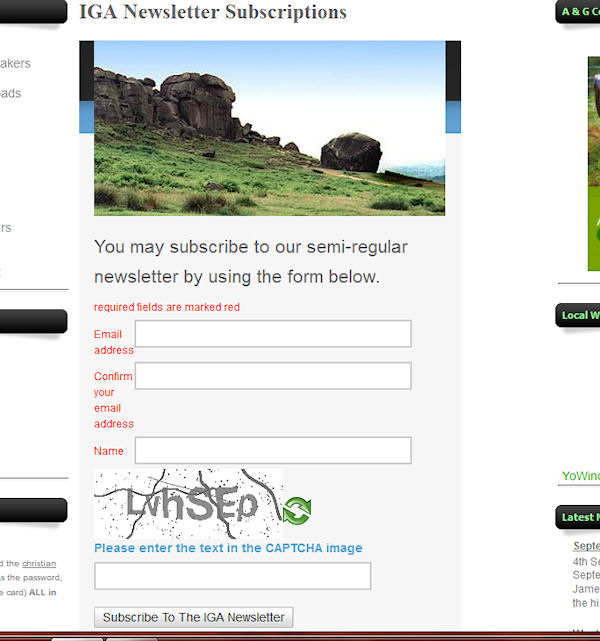 IGA Newsletter Subscriptions
You may subscribe to our semi-regular
newsletter by using the form below.
required fields are marked red
Email
address
Confirm
your
email
address
Name
LvhSEp
Please enter the text in the CAPTCHA image
Subscribe To The IGA Newsletter
akers
oads
rs
d the christian
s the password,
e card) ALL in
A & G C
Local W
YoWin
Latest
Septe
4th Se
Septe
Jame
the hi